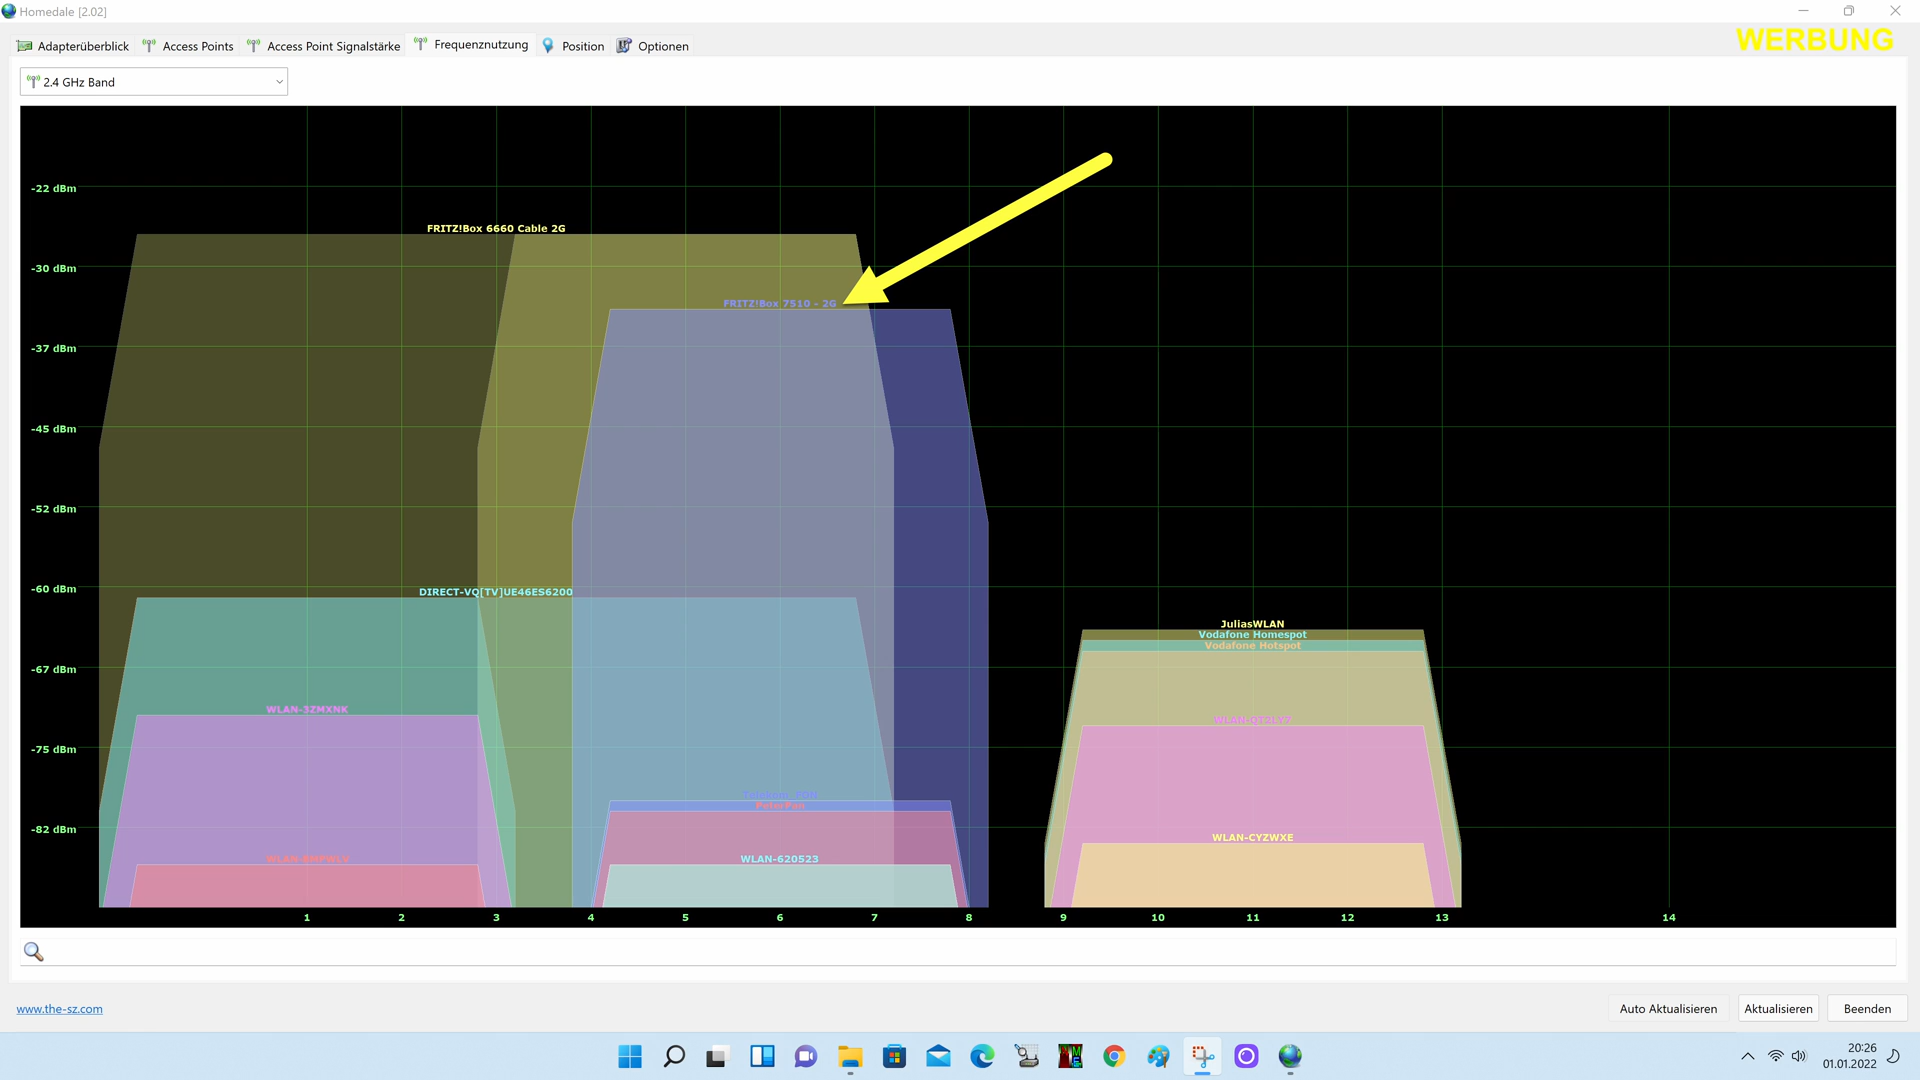 Homedale [2.02]
WERBUNG
Adapterüberblick
Access Points
Access Point Signalstärke
Frequenznutzung
Position
Optionen
2.4 GHz Band
-22 dBm
FRITZ!Box 6660 Cable 2G
-30 dBm
FRITZ!Box 7510 - 2G
-37 dBm
-45 dBm
-52 dBm
-60 dBm
DIRECT-VQ[TV]UE46ES6200
JuliasWLAN
Vodafone Homespot
Vodafone Hotspot
-67 dBm
WLAN-3ZMXNK
WLAN-QT2LY7
-75 dBm
PeterPan
-82 dBm
WLAN-CYZWXE
WLAN-620523
1 2 3 4 5 6 7 8 9 10 11 12 13 14
www.the-sz.com
Auto Aktualisieren
Aktualisieren
Beenden
20:26
01.01.2022